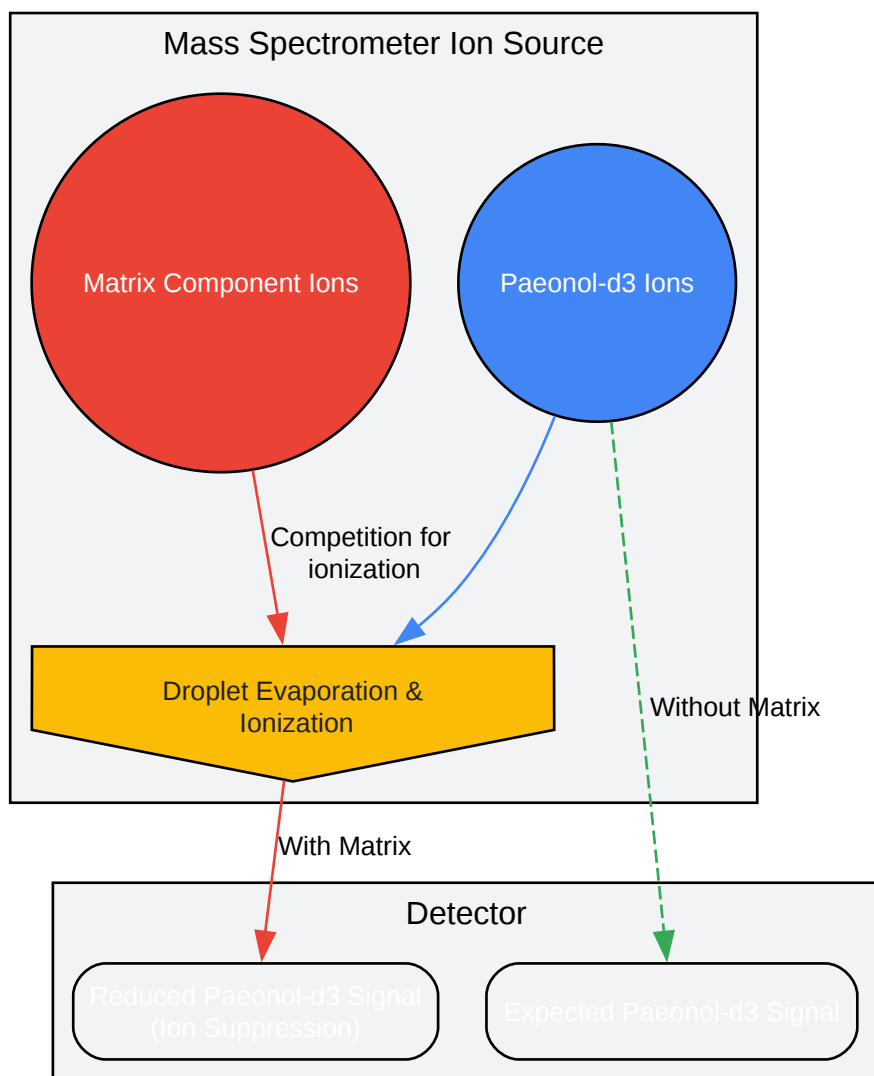 Mass Spectrometer Ion Source
Matrix Component Ions
Paeonol-d3 Ions
Competition for
ionization
Droplet Evaporation &
Ionization
Without Matrix
With Matrix
Detector
Reduced Paeonol-d3 Signal
(Ion Suppression)
Expected Paeonol-d3 Signal